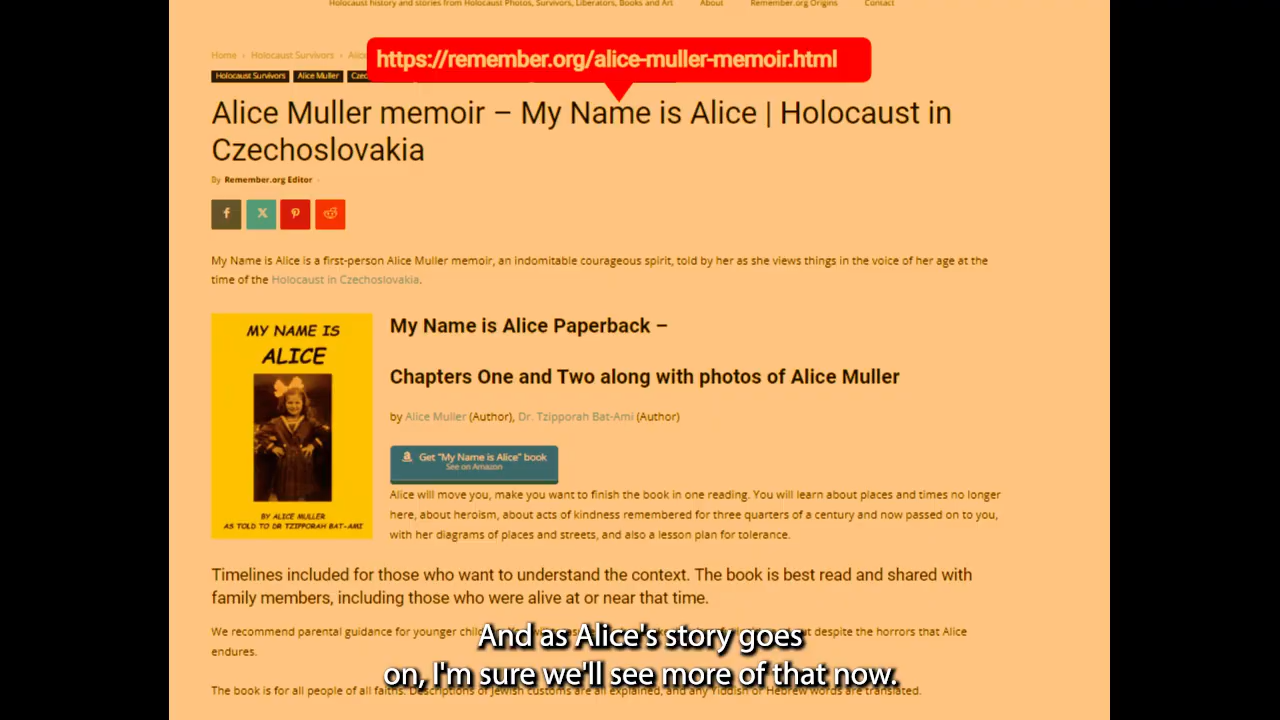 Holocaust history and stories from Holocaust Photos, Survivors, Liberators, Books and Art About Remember.org Origins Contact
Home › Holocaust Survivors › Alice
https://remember.org/alice-muller-memoir.html
Holocaust Survivors Alice Muller
Alice Muller memoir – My Name is Alice | Holocaust in
Czechoslovakia
By Remember.org Editor -
My Name is Alice is a first-person Alice Muller memoir, an indomitable courageous spirit, told by her as she views things in the voice of her age at the
time of the Holocaust in Czechoslovakia.
MY NAME IS
ALICE
BY ALICE MULLER
AS TOLD TO DR TZIPPORAH BAT-AMI
My Name is Alice Paperback –
Chapters One and Two along with photos of Alice Muller
by Alice Muller (Author), Dr. Tzipporah Bat-Ami (Author)
Get "My Name is Alice" book
See on Amazon
Alice will move you, make you want to finish the book in one reading. You will learn about places and times no longer
here, about heroism, about acts of kindness remembered for three quarters of a century and now passed on to you,
with her diagrams of places and streets, and also a lesson plan for tolerance.
Timelines included for those who want to understand the context. The book is best read and shared with
family members, including those who were alive at or near that time.
We recommend parental guidance for younger despite the horrors that Alice
endures.
And as Alice's story goes
on, I'm sure we'll see more of that now.
The book is for all people of all faiths. Descriptions of Jewish customs are all explained, and any Yiddish or Hebrew words are translated.